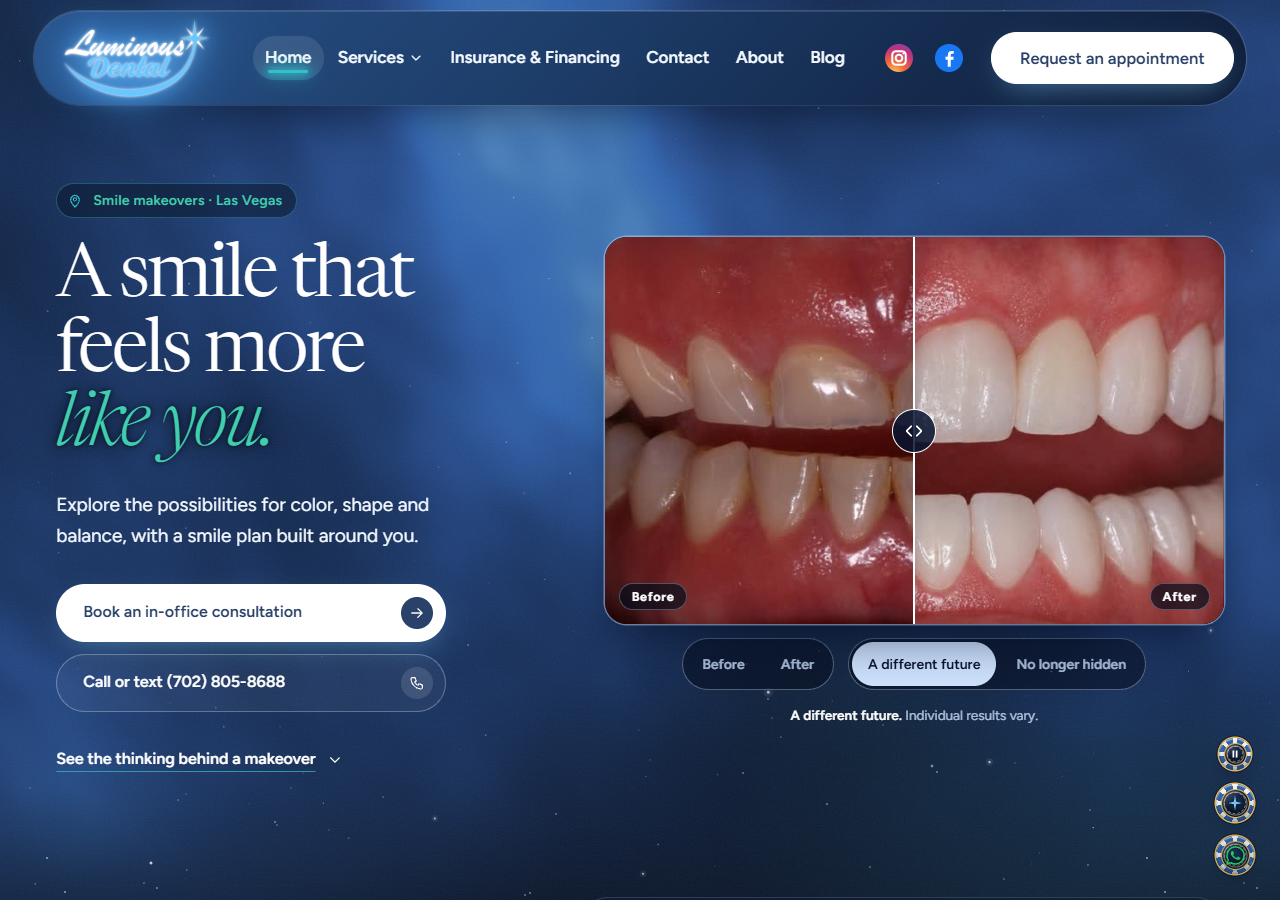 Luminous
Dental
Home
Services
Insurance & Financing
Contact
About
Blog
Request an appointment
Smile makeovers · Las Vegas
A smile that
feels more
like you.
Explore the possibilities for color, shape and
balance, with a smile plan built around you.
Book an in-office consultation
Call or text (702) 805-8688
See the thinking behind a makeover
Before
After
Before
After
A different future
No longer hidden
A different future. Individual results vary.